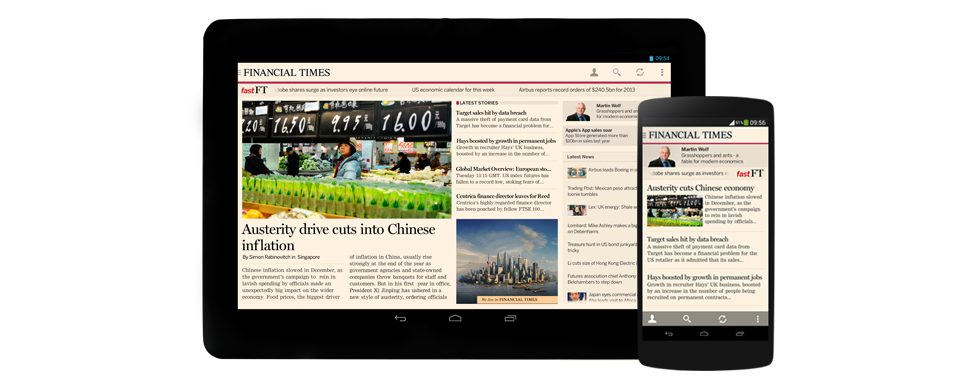 09:54
FINANCIAL TIMES
fastFT
obe shares surge as investors eye online future
US economic calendar for this week
Airbus reports record orders of $240.5bn for 2013
16.50
9.95
16.00
Austerity drive cuts into Chinese
inflation
By Simon Rabinovitch in Singapore
Chinese inflation slowed in December,
as the government's campaign to rein in
lavish spending by officials made an
unexpectedly big impact on the wider
economy. Food prices, the biggest driver
of inflation in China, usually rise
strongly at the end of the year as
government agencies and state-owned
companies throw banquets for staff and
customers. But in his first year in office,
President Xi Jinping has ushered in a
new style of austerity, ordering officials
LATEST STORIES
Target sales hit by data breach
A massive theft of payment card data from
Target has become a financial problem for...
Hays boosted by growth in permanent jobs
Growth in recruiter Hays' UK business,
boosted by an increase in the number of...
Global Market Overview: European sto...
Tuesday 12:15 GMT. US index futures has
fallen to a record low, stoking fears of...
Centrica finance-director leaves for Reed
Centrica's highly regarded finance director
has been poached by fellow FTSE 100...
We live in FINANCIAL TIMES
Martin Wolf
Grasshoppers and ants -
for modern economics
Apple's App sales soar
App Store generated more than
$10bn in sales last year
Latest News
Airbus leads Boeing in
Trading Post: Mexican peso attract
loonie tumbles
Lex: UK energy: Share w
Lombard: Mike Ashley makes a big
on Debenhams
Treasure hunt in US bond junkyard
tricky
Li cuts size of Hong Kong Electric
Futures association chief Anthony
Belchambers to step down
Japan eyes commercial
09:56
FINANCIAL TIMES
Martin Wolf
Grasshoppers and ants - a
fable for modern economics
obe shares surge as investors
fastFT
Austerity cuts Chinese economy
Chinese inflation slowed in
December, as the
government's campaign to
rein in lavish
spending by officials...
Target sales hit by data breach
A massive theft of payment card data from
Target has become a financial problem for the
US retailer as it admitted that its sales...
Hays boosted by growth in permanent jobs
Growth in recruiter Hays' UK business, boosted
by an increase in the number of people being
recruited on permanent contracts...